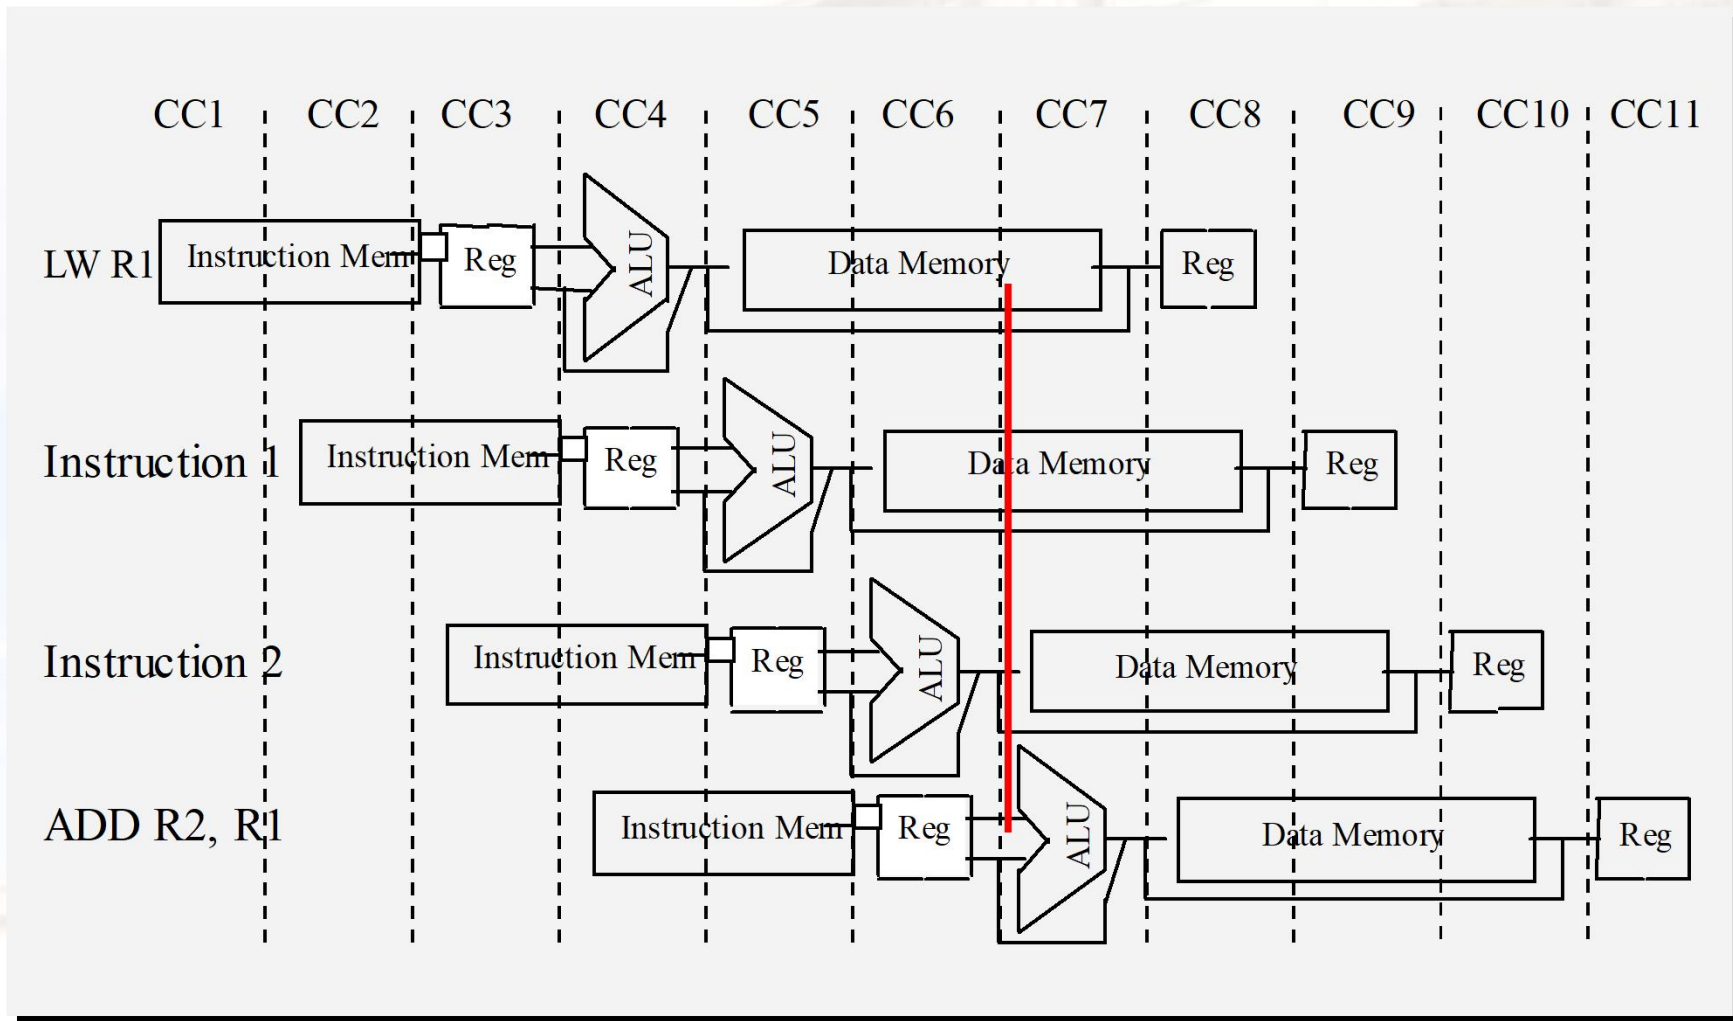 CC1 CC2 CC3 CC4 CC5 CC6 CC7 CC8 CC9 CC10 CC11
LW R1 Instruction Mem Reg ALU Data Memory Reg
Instruction 1 Instruction Mem Reg ALU Data Memory Reg
Instruction 2 Instruction Mem Reg ALU Data Memory Reg
ADD R2, R1 Instruction Mem Reg ALU Data Memory Reg